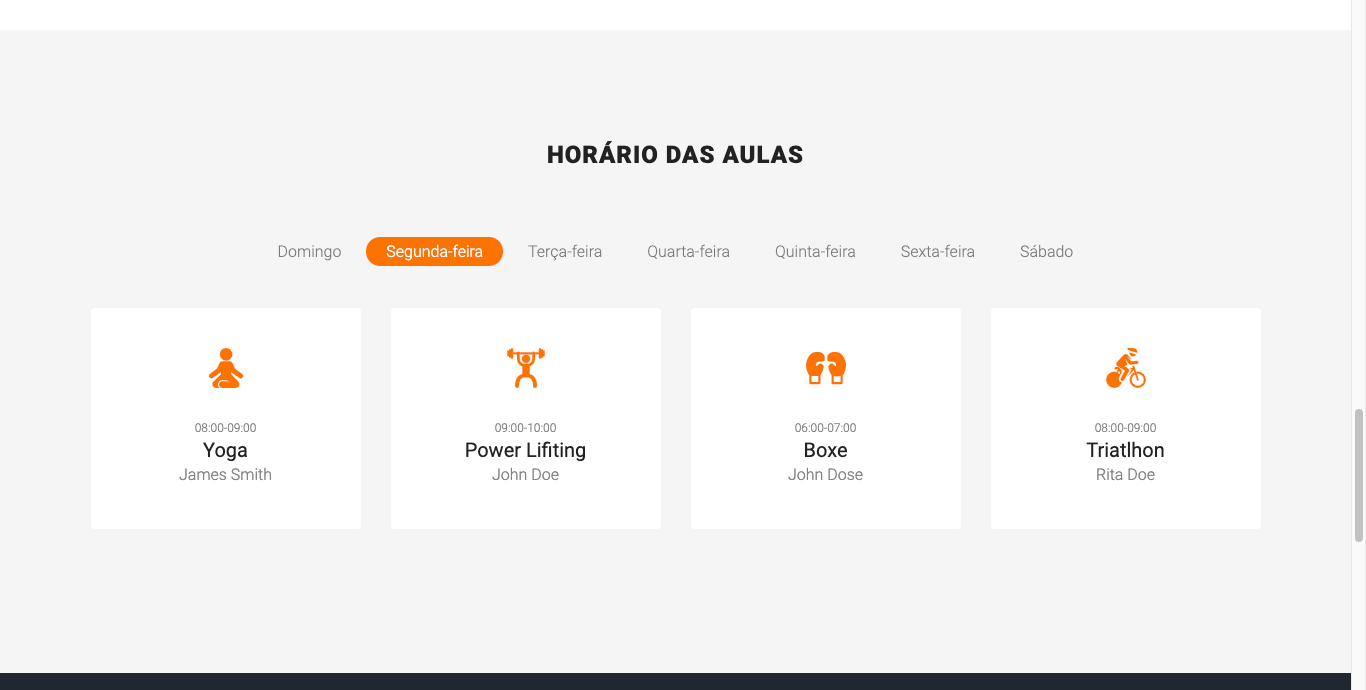 HORÁRIO DAS AULAS
Domingo Segunda-feira Terça-feira Quarta-feira Quinta-feira Sexta-feira Sábado
08:00-09:00
Yoga
James Smith
09:00-10:00
Power Lifiting
John Doe
06:00-07:00
Boxe
John Dose
08:00-09:00
Triatlhon
Rita Doe